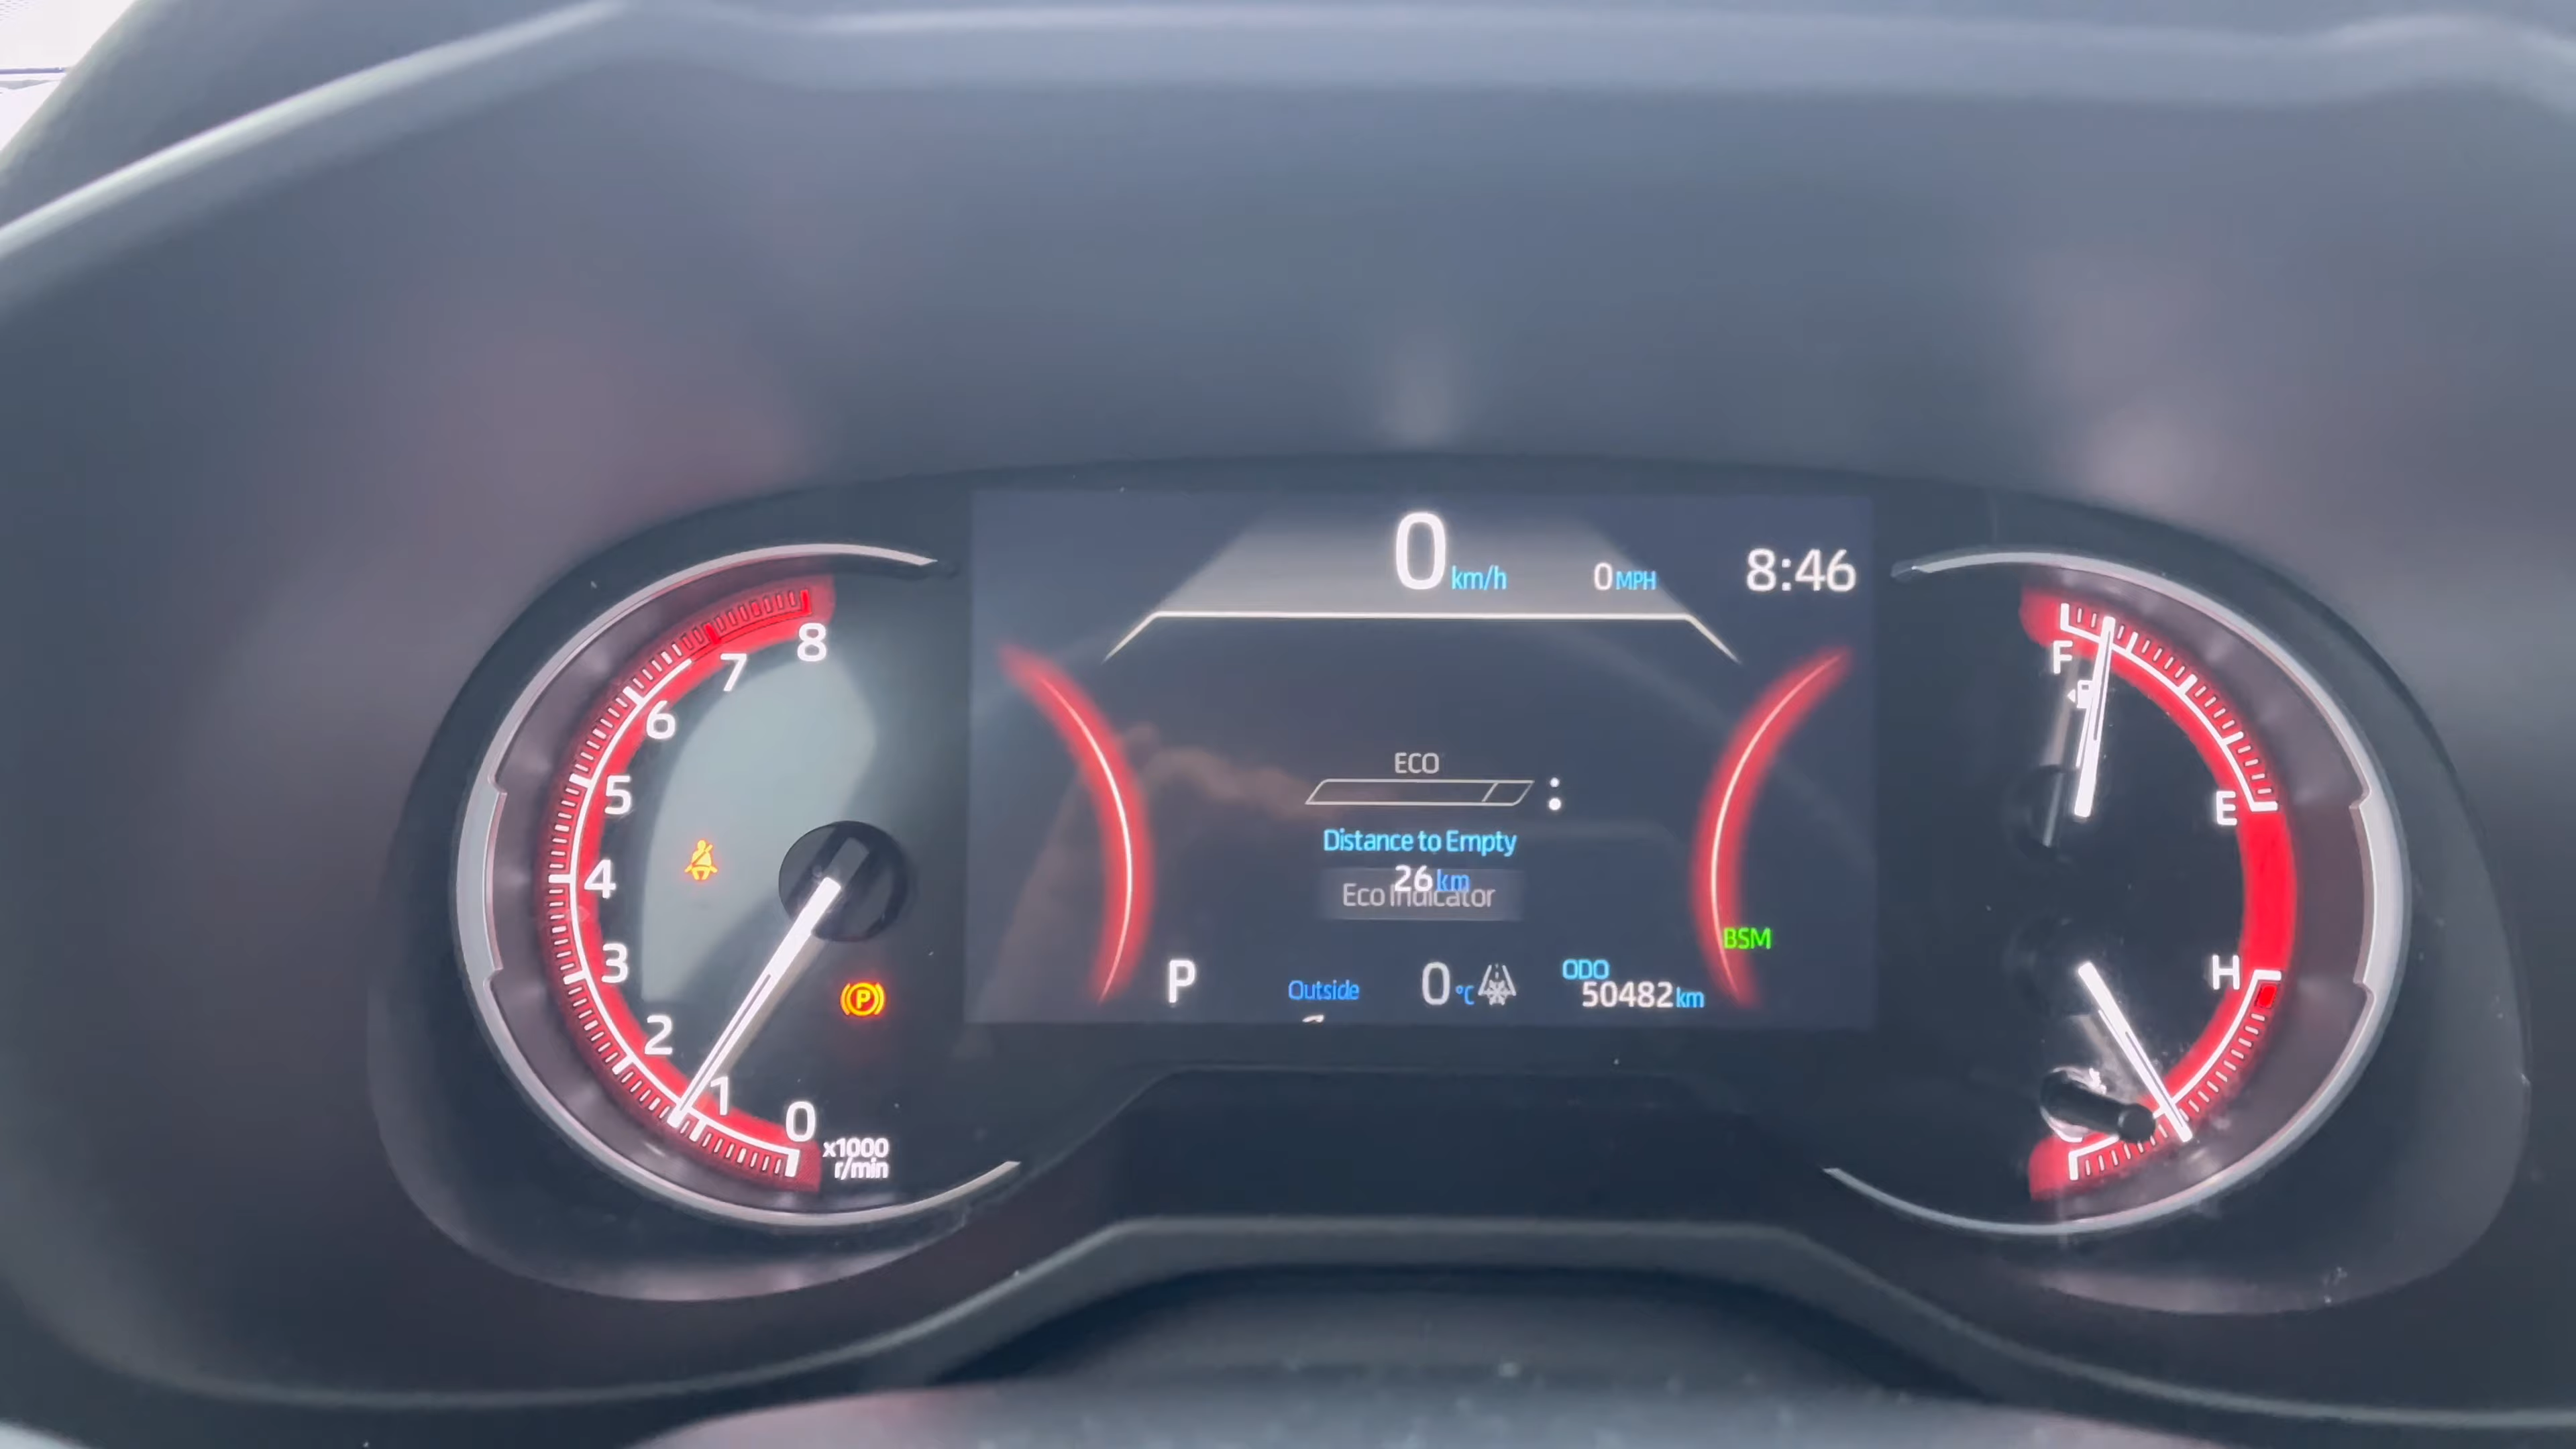 0 km/h 0 MPH 8:46
8
7
6
5
4
3
2
1
0
x1000
r/min
P
ECO
Distance to Empty
26 km
Eco Indicator
BSM
P
Outside 0 °C
ODO
50482 km
F
E
H